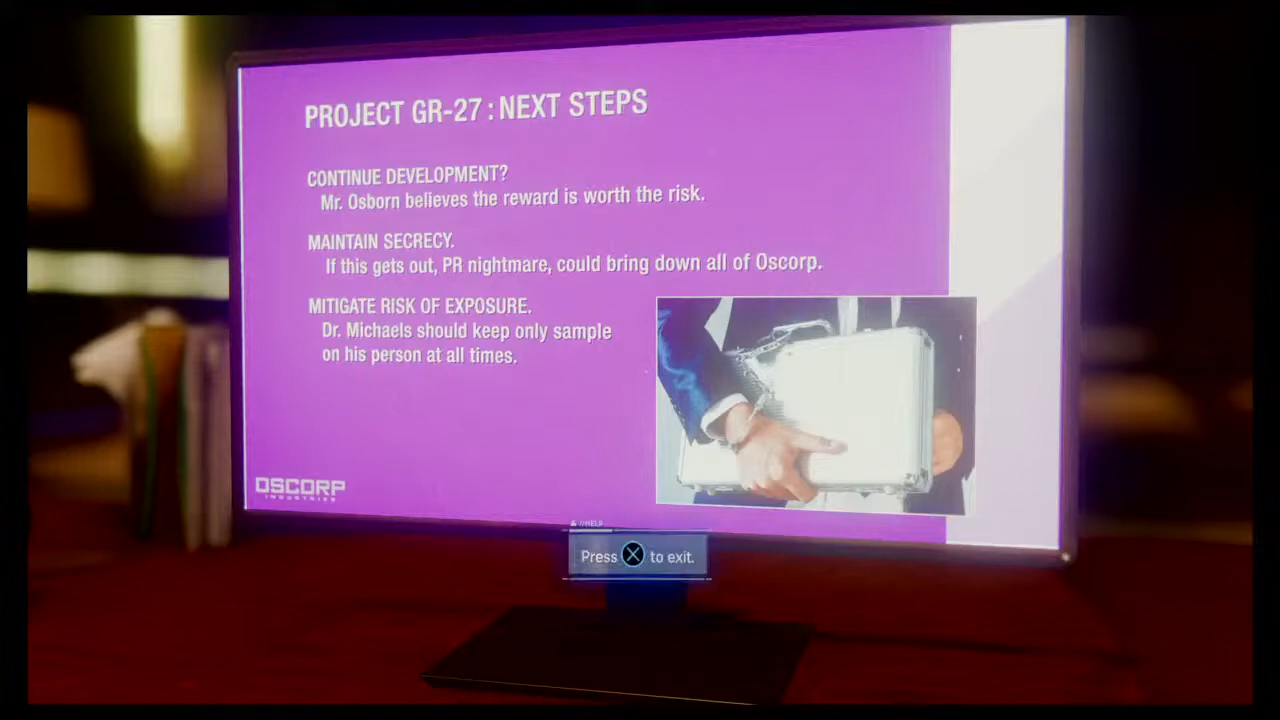 PROJECT GR-27 : NEXT STEPS
CONTINUE DEVELOPMENT?
Mr. Osborn believes the reward is worth the risk.
MAINTAIN SECRECY.
If this gets out, PR nightmare, could bring down all of Oscorp.
MITIGATE RISK OF EXPOSURE.
Dr. Michaels should keep only sample
on his person at all times.
OSCORP
INDUSTRIES
//HELP
Press X to exit.